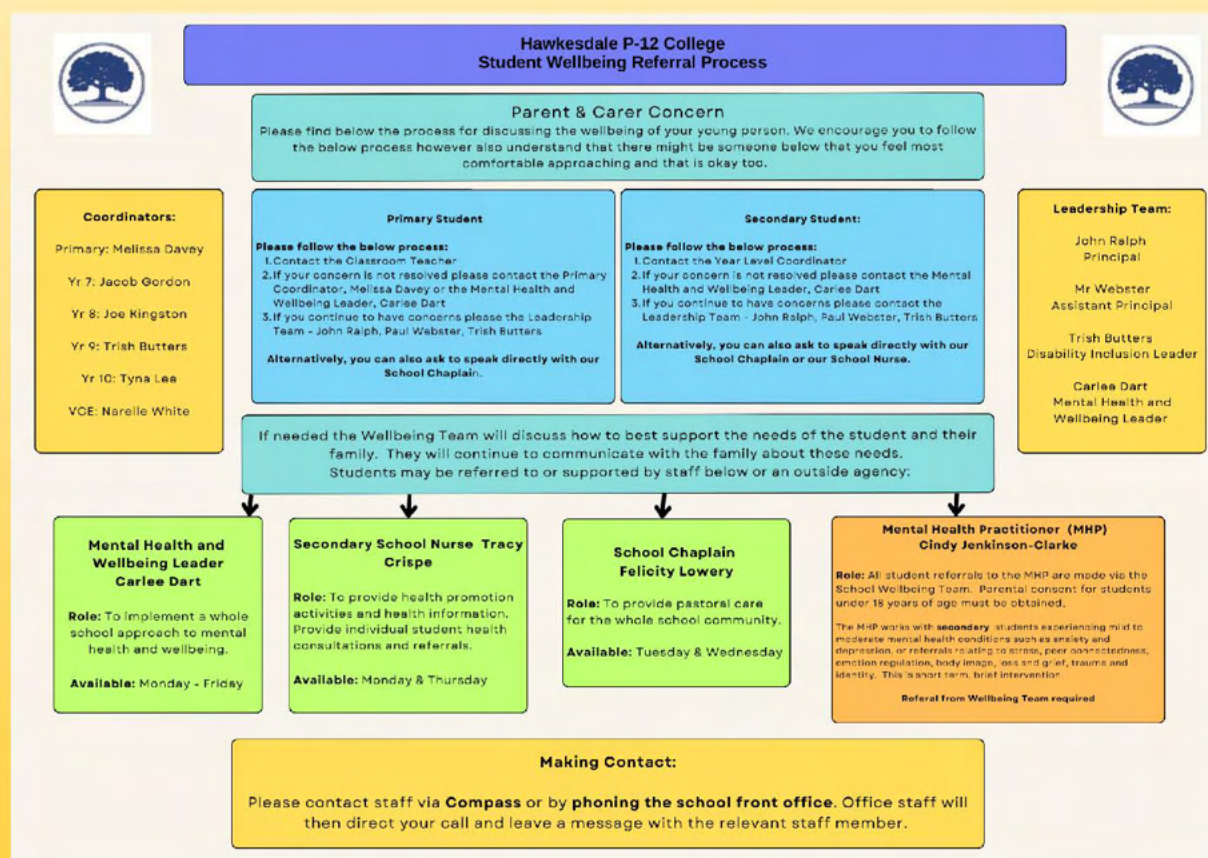 Hawkesdale P-12 College
Student Wellbeing Referral Process
Parent & Carer Concern
Please find below the process for discussing the wellbeing of your young person. We encourage you to follow
the below process however also understand that there might be someone below that you feel most
comfortable approaching and that is okay too.
Coordinators:
Primary: Melissa Davey
Yr 7: Jacob Gordon
Yr 8: Joe Kingston
Yr 9: Trish Butters
Yr 10: Tyna Lee
VCE: Narelle White
Primary Student
Please follow the below process:
1.Contact the Classroom Teacher
2.If your concern is not resolved please contact the Primary
Coordinator, Melissa Davey or the Mental Health and
Wellbeing Leader, Carlee Dart
3.If you continue to have concerns please the Leadership
Team - John Ralph, Paul Webster, Trish Butters
Alternatively, you can also ask to speak directly with our
School Chaplain.
Secondary Student:
Please follow the below process:
1.Contact the Year Level Coordinator
2.If your concern is not resolved please contact the Mental
Health and Wellbeing Leader, Carlee Dart
3.If you continue to have concerns please contact the
Leadership Team - John Ralph, Paul Webster, Trish Butters
Alternatively, you can also ask to speak directly with our
School Chaplain or our School Nurse.
Leadership Team:
John Ralph
Principal
Mr Webster
Assistant Principal
Trish Butters
Disability Inclusion Leader
Carlee Dart
Mental Health and
Wellbeing Leader
If needed the Wellbeing Team will discuss how to best support the needs of the student and their
family. They will continue to communicate with the family about these needs.
Students may be referred to or supported by staff below or an outside agency:
Mental Health and
Wellbeing Leader
Carlee Dart
Role: To implement a whole
school approach to mental
health and wellbeing.
Available: Monday - Friday
Secondary School Nurse Tracy
Crispe
Role: To provide health promotion
activities and health information.
Provide individual student health
consultations and referrals.
Available: Monday & Thursday
School Chaplain
Felicity Lowery
Role: To provide pastoral care
for the whole school community.
Available: Tuesday & Wednesday
Mental Health Practitioner (MHP)
Cindy Jenkinson-Clarke
Role: All student referrals to the MHP are made via the
School Wellbeing Team. Parental consent for students
under 18 years of age must be obtained.
The MHP works with secondary students experiencing mild to
moderate mental health conditions such as anxiety and
depression, or referrals relating to stress, peer connectedness,
emotion regulation, body image, loss and grief, trauma and
identity. This is short term, brief intervention.
Referal from Wellbeing Team required
Making Contact:
Please contact staff via Compass or by phoning the school front office. Office staff will
then direct your call and leave a message with the relevant staff member.